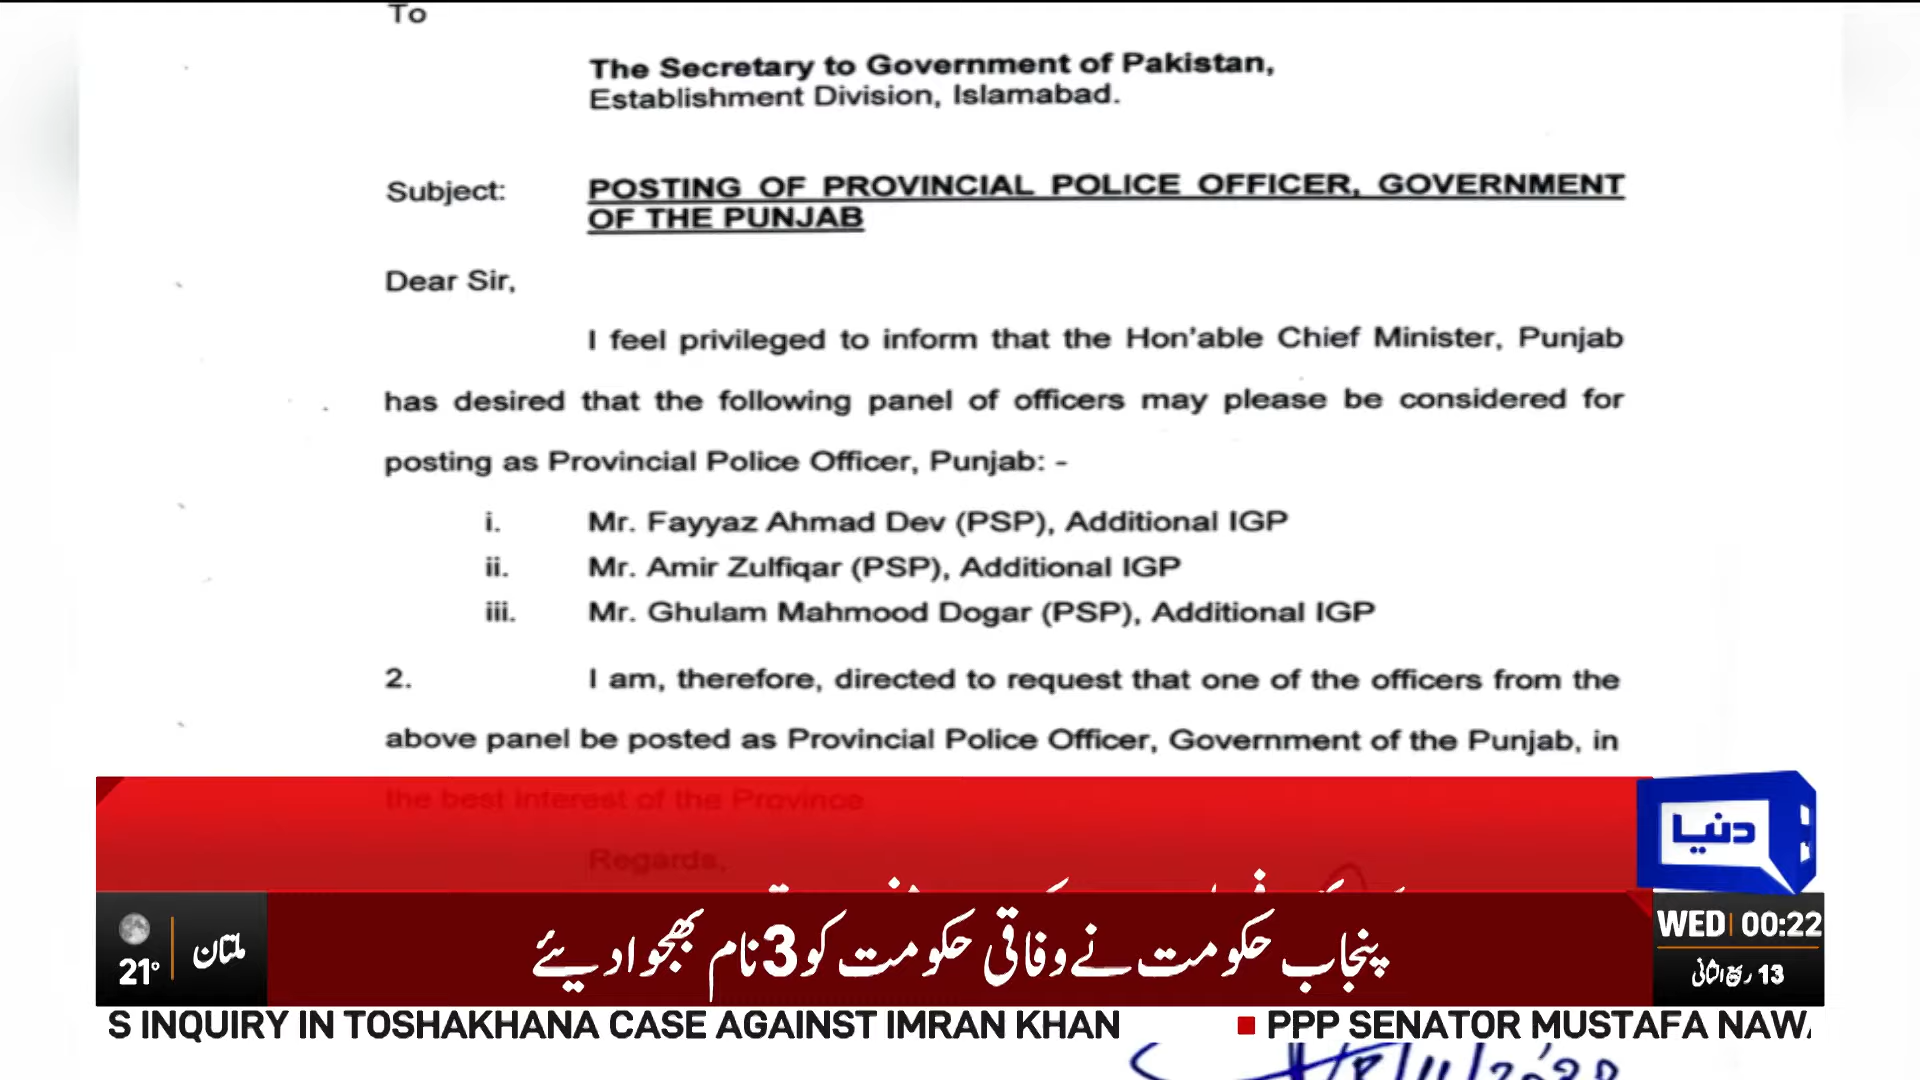 To
The Secretary to Government of Pakistan,
Establishment Division, Islamabad.
Subject: POSTING OF PROVINCIAL POLICE OFFICER, GOVERNMENT
OF THE PUNJAB
Dear Sir,
I feel privileged to inform that the Hon'able Chief Minister, Punjab
has desired that the following panel of officers may please be considered for
posting as Provincial Police Officer, Punjab: -
i. Mr. Fayyaz Ahmad Dev (PSP), Additional IGP
ii. Mr. Amir Zulfiqar (PSP), Additional IGP
iii. Mr. Ghulam Mahmood Dogar (PSP), Additional IGP
2. I am, therefore, directed to request that one of the officers from the
above panel be posted as Provincial Police Officer, Government of the Punjab, in
the best interest of the Province
Regards,
دنیا
پنجاب حکومت نے وفاقی حکومت کو 3 نام بھجوا دیئے
ملتان
21°
WED 00:22
13 ربیع الثانی
S INQUIRY IN TOSHAKHANA CASE AGAINST IMRAN KHAN
PPP SENATOR MUSTAFA NAWA